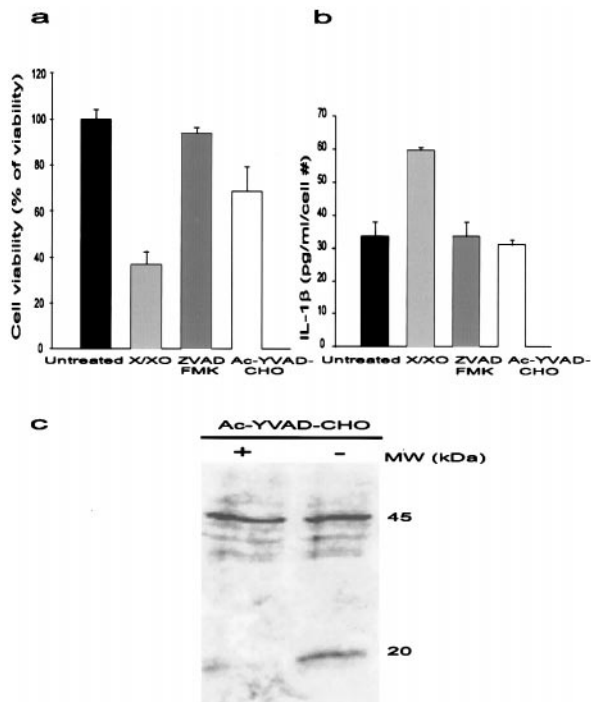 a
Cell viability (% of viability)
120
100
80
60
40
20
0
Untreated X/XO ZVAD FMK Ac-YVAD-CHO
b
IL-1β (pg/ml/cell #)
70
60
50
40
30
20
10
0
Untreated X/XO ZVAD FMK Ac-YVAD-CHO
c
Ac-YVAD-CHO
+ - MW (kDa)
45
20